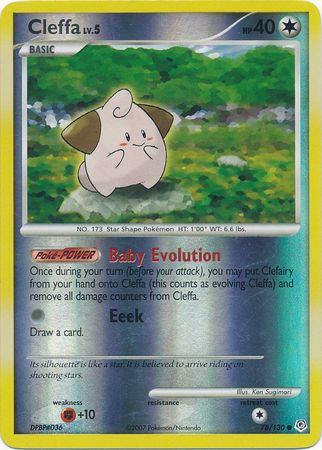 Cleffa LV.5 HP 40
BASIC
NO. 173 Star Shape Pokémon HT: 1'00" WT: 6.6 lbs.
Poké-POWER Baby Evolution
Once during your turn (before your attack), you may put Clefairy
from your hand onto Cleffa (this counts as evolving Cleffa) and
remove all damage counters from Cleffa.
Eeek
Draw a card.
Its silhouette is like a star. It is believed to arrive riding on
shooting stars.
Illus. Ken Sugimori
weakness resistance retreat cost
+10
DPBP#036 ©2007 Pokémon/Nintendo 76/130